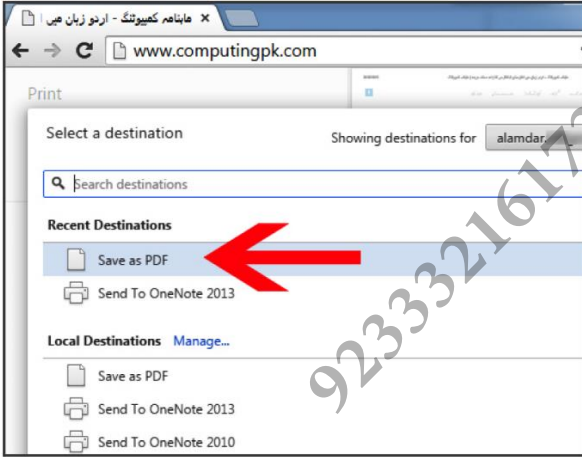 ماہنامہ کمپیوٹنگ - اردو زبان میں ا
www.computingpk.com
Print
Select a destination
Showing destinations for alamdar
Search destinations
Recent Destinations
Save as PDF
Send To OneNote 2013
Local Destinations Manage...
Save as PDF
Send To OneNote 2013
Send To OneNote 2010